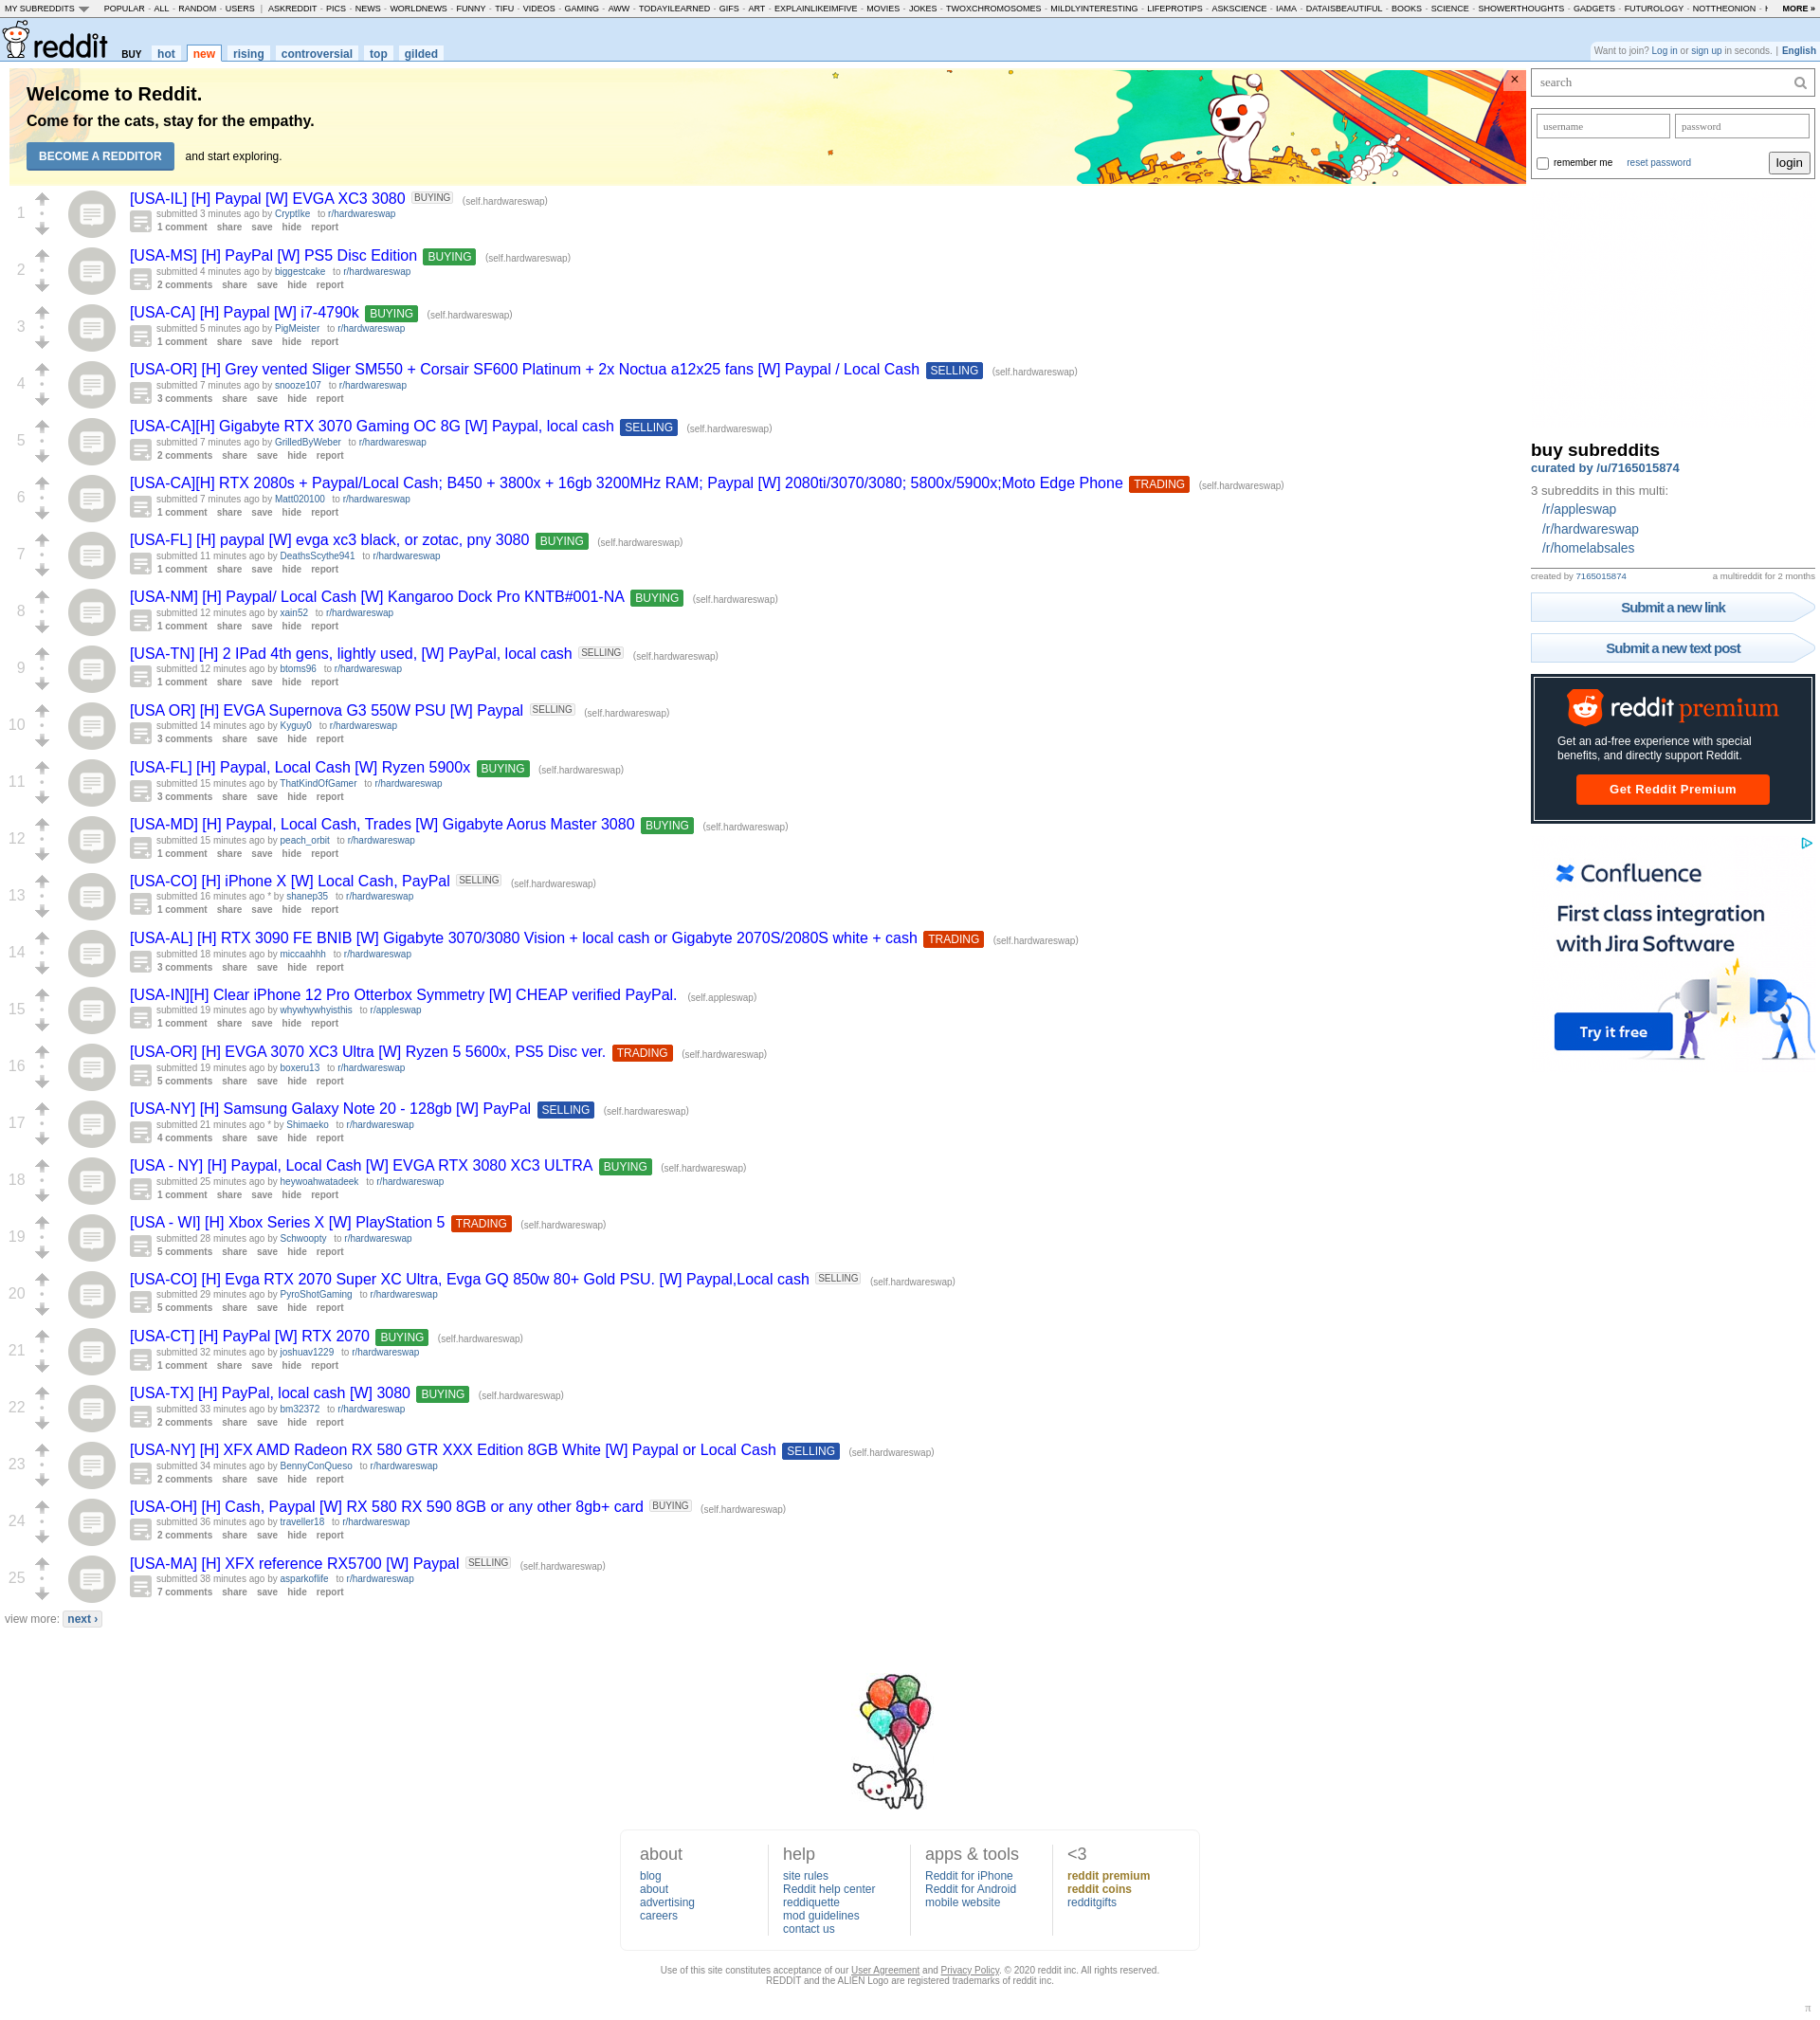 MY SUBREDDITS POPULAR - ALL - RANDOM - USERS | ASKREDDIT - PICS - NEWS - WORLDNEWS - FUNNY - TIFU - VIDEOS - GAMING - AWW - TODAYILEARNED - GIFS - ART - EXPLAINLIKEIMFIVE - MOVIES - JOKES - TWOXCHROMOSOMES - MILDLYINTERESTING - LIFEPROTIPS - ASKSCIENCE - IAMA - DATAISBEAUTIFUL - BOOKS - SCIENCE - SHOWERTHOUGHTS - GADGETS - FUTUROLOGY - NOTTHEONION - MORE »
reddit BUY hot new rising controversial top gilded
Want to join? Log in or sign up in seconds. | English
Welcome to Reddit.
Come for the cats, stay for the empathy.
BECOME A REDDITOR and start exploring.
×
search
username password
remember me reset password login
1
[USA-IL] [H] Paypal [W] EVGA XC3 3080 BUYING (self.hardwareswap)
submitted 3 minutes ago by CryptIke to r/hardwareswap
1 comment share save hide report
2
[USA-MS] [H] PayPal [W] PS5 Disc Edition BUYING (self.hardwareswap)
submitted 4 minutes ago by biggestcake to r/hardwareswap
2 comments share save hide report
3
[USA-CA] [H] Paypal [W] i7-4790k BUYING (self.hardwareswap)
submitted 5 minutes ago by PigMeister to r/hardwareswap
1 comment share save hide report
4
[USA-OR] [H] Grey vented Sliger SM550 + Corsair SF600 Platinum + 2x Noctua a12x25 fans [W] Paypal / Local Cash SELLING (self.hardwareswap)
submitted 7 minutes ago by snooze107 to r/hardwareswap
3 comments share save hide report
5
[USA-CA][H] Gigabyte RTX 3070 Gaming OC 8G [W] Paypal, local cash SELLING (self.hardwareswap)
submitted 7 minutes ago by GrilledByWeber to r/hardwareswap
2 comments share save hide report
6
[USA-CA][H] RTX 2080s + Paypal/Local Cash; B450 + 3800x + 16gb 3200MHz RAM; Paypal [W] 2080ti/3070/3080; 5800x/5900x;Moto Edge Phone TRADING (self.hardwareswap)
submitted 7 minutes ago by Matt020100 to r/hardwareswap
1 comment share save hide report
7
[USA-FL] [H] paypal [W] evga xc3 black, or zotac, pny 3080 BUYING (self.hardwareswap)
submitted 11 minutes ago by DeathsScythe941 to r/hardwareswap
1 comment share save hide report
8
[USA-NM] [H] Paypal/ Local Cash [W] Kangaroo Dock Pro KNTB#001-NA BUYING (self.hardwareswap)
submitted 12 minutes ago by xain52 to r/hardwareswap
1 comment share save hide report
9
[USA-TN] [H] 2 IPad 4th gens, lightly used, [W] PayPal, local cash SELLING (self.hardwareswap)
submitted 12 minutes ago by btoms96 to r/hardwareswap
1 comment share save hide report
10
[USA OR] [H] EVGA Supernova G3 550W PSU [W] Paypal SELLING (self.hardwareswap)
submitted 14 minutes ago by Kyguy0 to r/hardwareswap
3 comments share save hide report
11
[USA-FL] [H] Paypal, Local Cash [W] Ryzen 5900x BUYING (self.hardwareswap)
submitted 15 minutes ago by ThatKindOfGamer to r/hardwareswap
3 comments share save hide report
12
[USA-MD] [H] Paypal, Local Cash, Trades [W] Gigabyte Aorus Master 3080 BUYING (self.hardwareswap)
submitted 15 minutes ago by peach_orbit to r/hardwareswap
1 comment share save hide report
13
[USA-CO] [H] iPhone X [W] Local Cash, PayPal SELLING (self.hardwareswap)
submitted 16 minutes ago * by shanep35 to r/hardwareswap
1 comment share save hide report
14
[USA-AL] [H] RTX 3090 FE BNIB [W] Gigabyte 3070/3080 Vision + local cash or Gigabyte 2070S/2080S white + cash TRADING (self.hardwareswap)
submitted 18 minutes ago by miccaahhh to r/hardwareswap
3 comments share save hide report
15
[USA-IN][H] Clear iPhone 12 Pro Otterbox Symmetry [W] CHEAP verified PayPal. (self.appleswap)
submitted 19 minutes ago by whywhywhyisthis to r/appleswap
1 comment share save hide report
16
[USA-OR] [H] EVGA 3070 XC3 Ultra [W] Ryzen 5 5600x, PS5 Disc ver. TRADING (self.hardwareswap)
submitted 19 minutes ago by boxeru13 to r/hardwareswap
5 comments share save hide report
17
[USA-NY] [H] Samsung Galaxy Note 20 - 128gb [W] PayPal SELLING (self.hardwareswap)
submitted 21 minutes ago * by Shimaeko to r/hardwareswap
4 comments share save hide report
18
[USA - NY] [H] Paypal, Local Cash [W] EVGA RTX 3080 XC3 ULTRA BUYING (self.hardwareswap)
submitted 25 minutes ago by heywoahwatadeek to r/hardwareswap
1 comment share save hide report
19
[USA - WI] [H] Xbox Series X [W] PlayStation 5 TRADING (self.hardwareswap)
submitted 28 minutes ago by Schwoopty to r/hardwareswap
5 comments share save hide report
20
[USA-CO] [H] Evga RTX 2070 Super XC Ultra, Evga GQ 850w 80+ Gold PSU. [W] Paypal,Local cash SELLING (self.hardwareswap)
submitted 29 minutes ago by PyroShotGaming to r/hardwareswap
5 comments share save hide report
21
[USA-CT] [H] PayPal [W] RTX 2070 BUYING (self.hardwareswap)
submitted 32 minutes ago by joshuav1229 to r/hardwareswap
1 comment share save hide report
22
[USA-TX] [H] PayPal, local cash [W] 3080 BUYING (self.hardwareswap)
submitted 33 minutes ago by bm32372 to r/hardwareswap
2 comments share save hide report
23
[USA-NY] [H] XFX AMD Radeon RX 580 GTR XXX Edition 8GB White [W] Paypal or Local Cash SELLING (self.hardwareswap)
submitted 34 minutes ago by BennyConQueso to r/hardwareswap
2 comments share save hide report
24
[USA-OH] [H] Cash, Paypal [W] RX 580 RX 590 8GB or any other 8gb+ card BUYING (self.hardwareswap)
submitted 36 minutes ago by traveller18 to r/hardwareswap
2 comments share save hide report
25
[USA-MA] [H] XFX reference RX5700 [W] Paypal SELLING (self.hardwareswap)
submitted 38 minutes ago by asparkoflife to r/hardwareswap
7 comments share save hide report
view more: next ›
buy subreddits
curated by /u/7165015874
3 subreddits in this multi:
/r/appleswap
/r/hardwareswap
/r/homelabsales
created by 7165015874 a multireddit for 2 months
Submit a new link
Submit a new text post
reddit premium
Get an ad-free experience with special
benefits, and directly support Reddit.
Get Reddit Premium
Confluence
First class integration
with Jira Software
Try it free
about
blog
about
advertising
careers
help
site rules
Reddit help center
reddiquette
mod guidelines
contact us
apps & tools
Reddit for iPhone
Reddit for Android
mobile website
<3
reddit premium
reddit coins
redditgifts
Use of this site constitutes acceptance of our User Agreement and Privacy Policy. © 2020 reddit inc. All rights reserved.
REDDIT and the ALIEN Logo are registered trademarks of reddit inc.
π